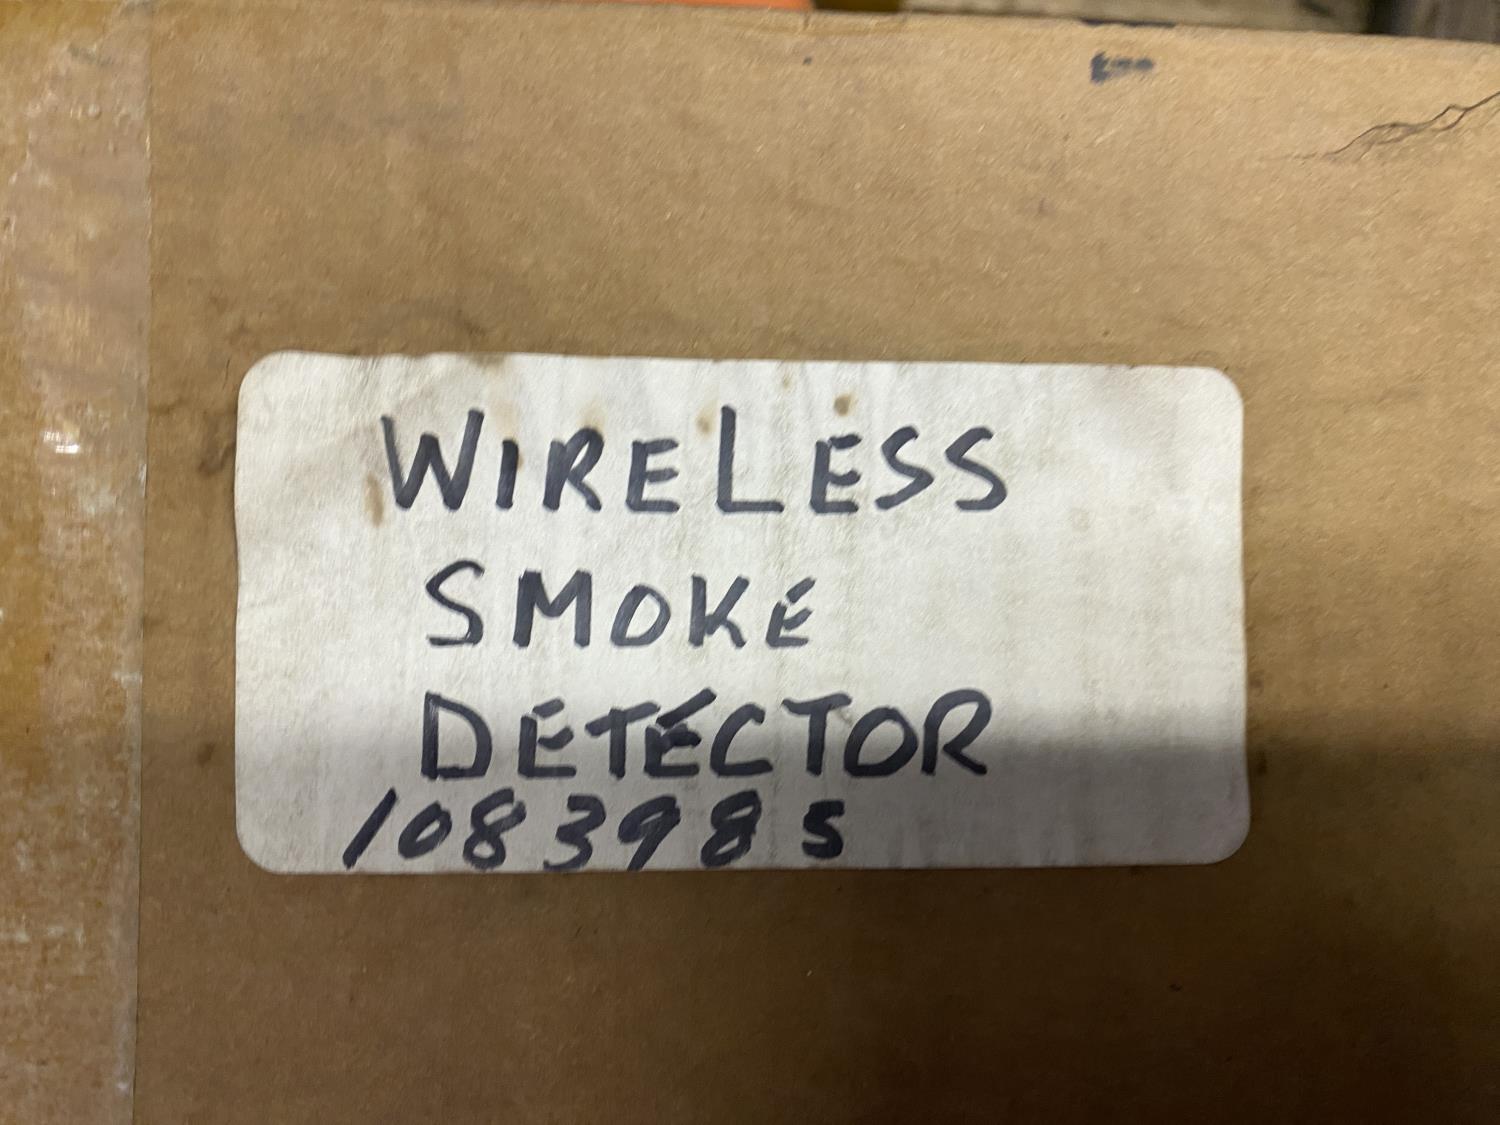 WIRELESS
SMOKE
DETECTOR
1083985